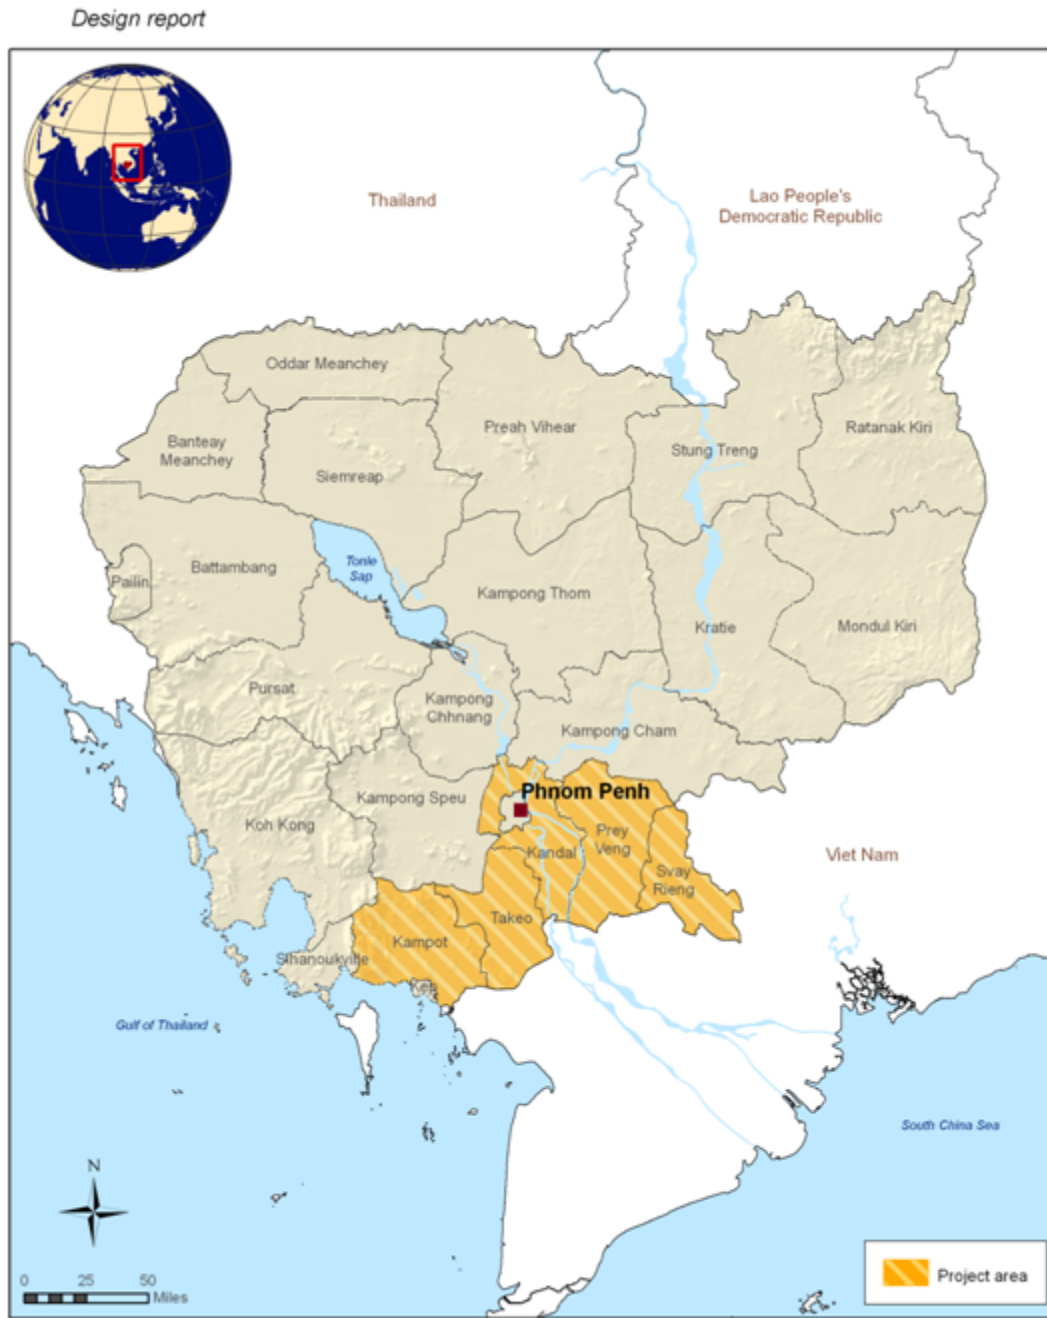 Design report
Thailand
Lao People's
Democratic Republic
Oddar Meanchey
Banteay
Meanchey
Preah Vihear
Ratanak Kiri
Stung Treng
Siemreap
Battambang
Tonle
Sap
Pailin
Kampong Thom
Kratie
Mondul Kiri
Pursat
Kampong
Chhnang
Kampong Cham
Phnom Penh
Kampong Speu
Koh Kong
Prey
Veng
Kandal
Svay
Rieng
Viet Nam
Takeo
Kampot
Sihanoukville
Kep
Gulf of Thailand
South China Sea
N
0 25 50
Miles
Project area